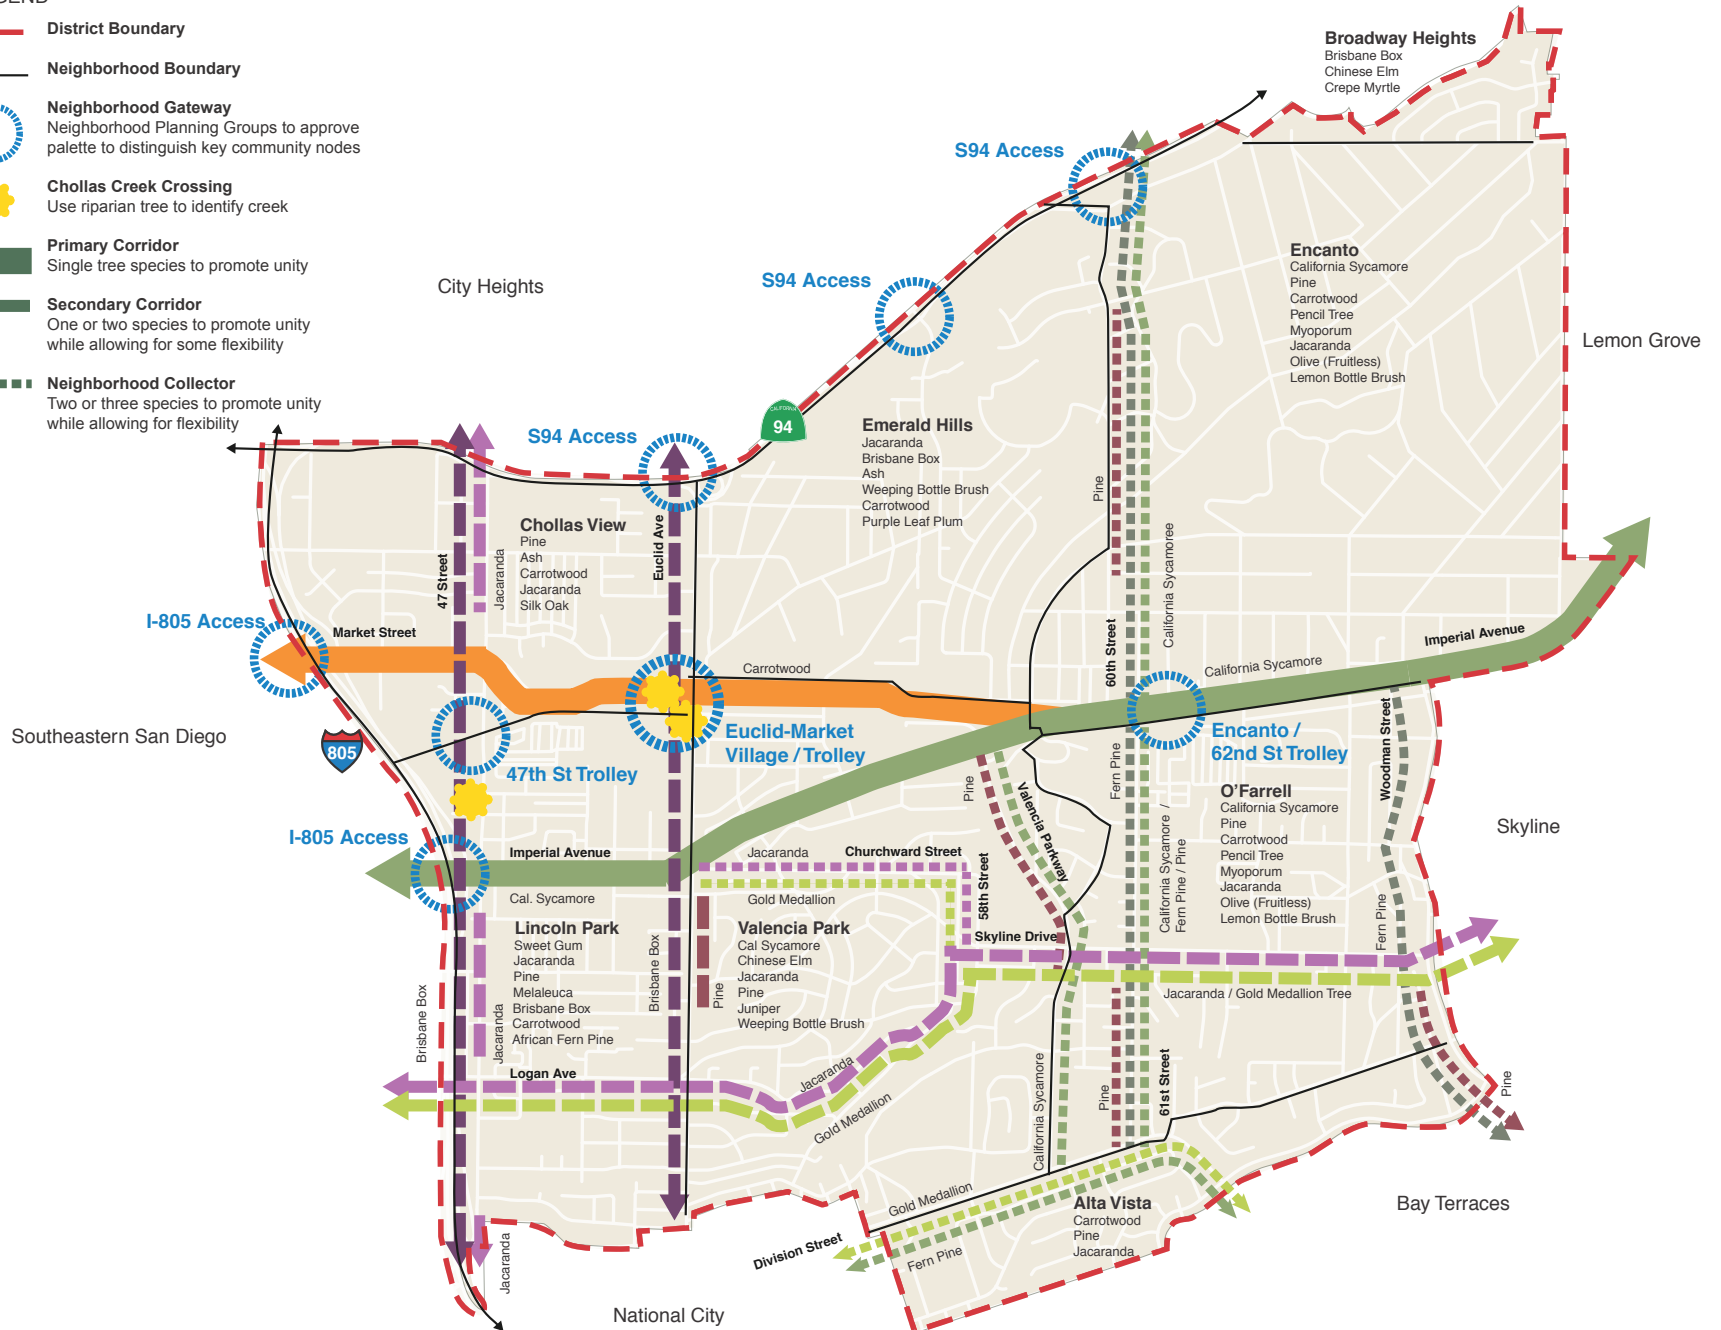 District Boundary
Neighborhood Boundary
Neighborhood Gateway
Neighborhood Planning Groups to approve
palette to distinguish key community nodes
Chollas Creek Crossing
Use riparian tree to identify creek
Primary Corridor
Single tree species to promote unity
Secondary Corridor
One or two species to promote unity
while allowing for some flexibility
Neighborhood Collector
Two or three species to promote unity
while allowing for flexibility
Broadway Heights
Brisbane Box
Chinese Elm
Crepe Myrtle
S94 Access
City Heights
S94 Access
Encanto
California Sycamore
Pine
Carrotwood
Pencil Tree
Myoporum
Jacaranda
Olive (Fruitless)
Lemon Bottle Brush
Lemon Grove
CALIFORNIA
94
S94 Access
Emerald Hills
Jacaranda
Brisbane Box
Ash
Weeping Bottle Brush
Carrotwood
Purple Leaf Plum
Pine
California Sycamoree
60th Street
Chollas View
Pine
Ash
Carrotwood
Jacaranda
Silk Oak
47 Street
Jacaranda
Euclid Ave
I-805 Access
Market Street
Carrotwood
California Sycamore
Imperial Avenue
Southeastern San Diego
805
47th St Trolley
Euclid-Market
Village / Trolley
Encanto /
62nd St Trolley
Woodman Street
Pine
Valencia Parkway
Fern Pine
California Sycamore /
Fern Pine / Pine
O'Farrell
California Sycamore
Pine
Carrotwood
Pencil Tree
Myoporum
Jacaranda
Olive (Fruitless)
Lemon Bottle Brush
Skyline
I-805 Access
Imperial Avenue
Cal. Sycamore
Jacaranda
Churchward Street
Gold Medallion
58th Street
Skyline Drive
Fern Pine
Lincoln Park
Sweet Gum
Jacaranda
Pine
Melaleuca
Brisbane Box
Carrotwood
African Fern Pine
Valencia Park
Cal Sycamore
Chinese Elm
Jacaranda
Pine
Juniper
Weeping Bottle Brush
Brisbane Box
Jacaranda
Brisbane Box
Pine
Jacaranda / Gold Medallion Tree
Logan Ave
Jacaranda
Gold Medallion
California Sycamore
Pine
61st Street
Pine
Gold Medallion
Division Street
Fern Pine
Alta Vista
Carrotwood
Pine
Jacaranda
Bay Terraces
Jacaranda
National City